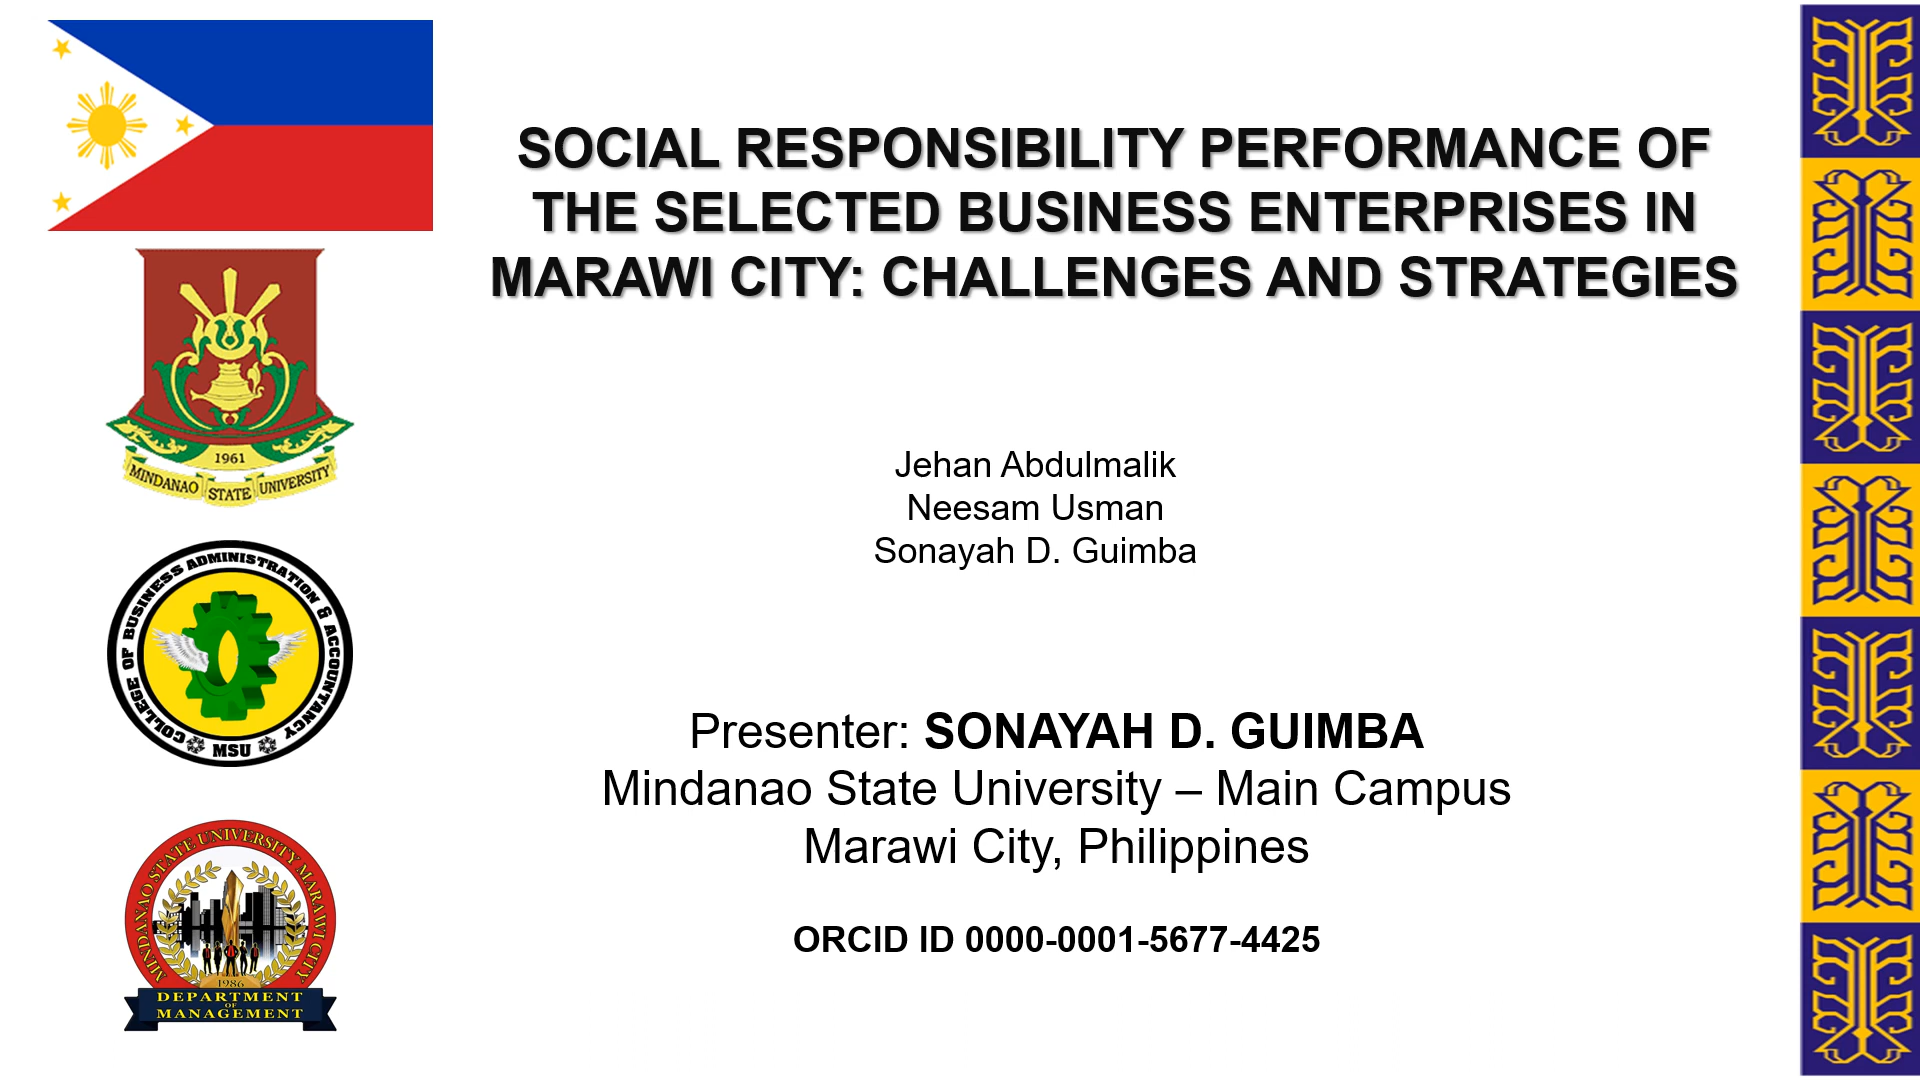 SOCIAL RESPONSIBILITY PERFORMANCE OF
THE SELECTED BUSINESS ENTERPRISES IN
MARAWI CITY: CHALLENGES AND STRATEGIES
Jehan Abdulmalik
Neesam Usman
Sonayah D. Guimba
Presenter: SONAYAH D. GUIMBA
Mindanao State University – Main Campus
Marawi City, Philippines
ORCID ID 0000-0001-5677-4425
1961
MINDANAO STATE UNIVERSITY
COLLEGE OF BUSINESS ADMINISTRATION & ACCOUNTANCY
MSU
MINDANAO STATE UNIVERSITY MARAWI CITY
1986
DEPARTMENT
OF
MANAGEMENT